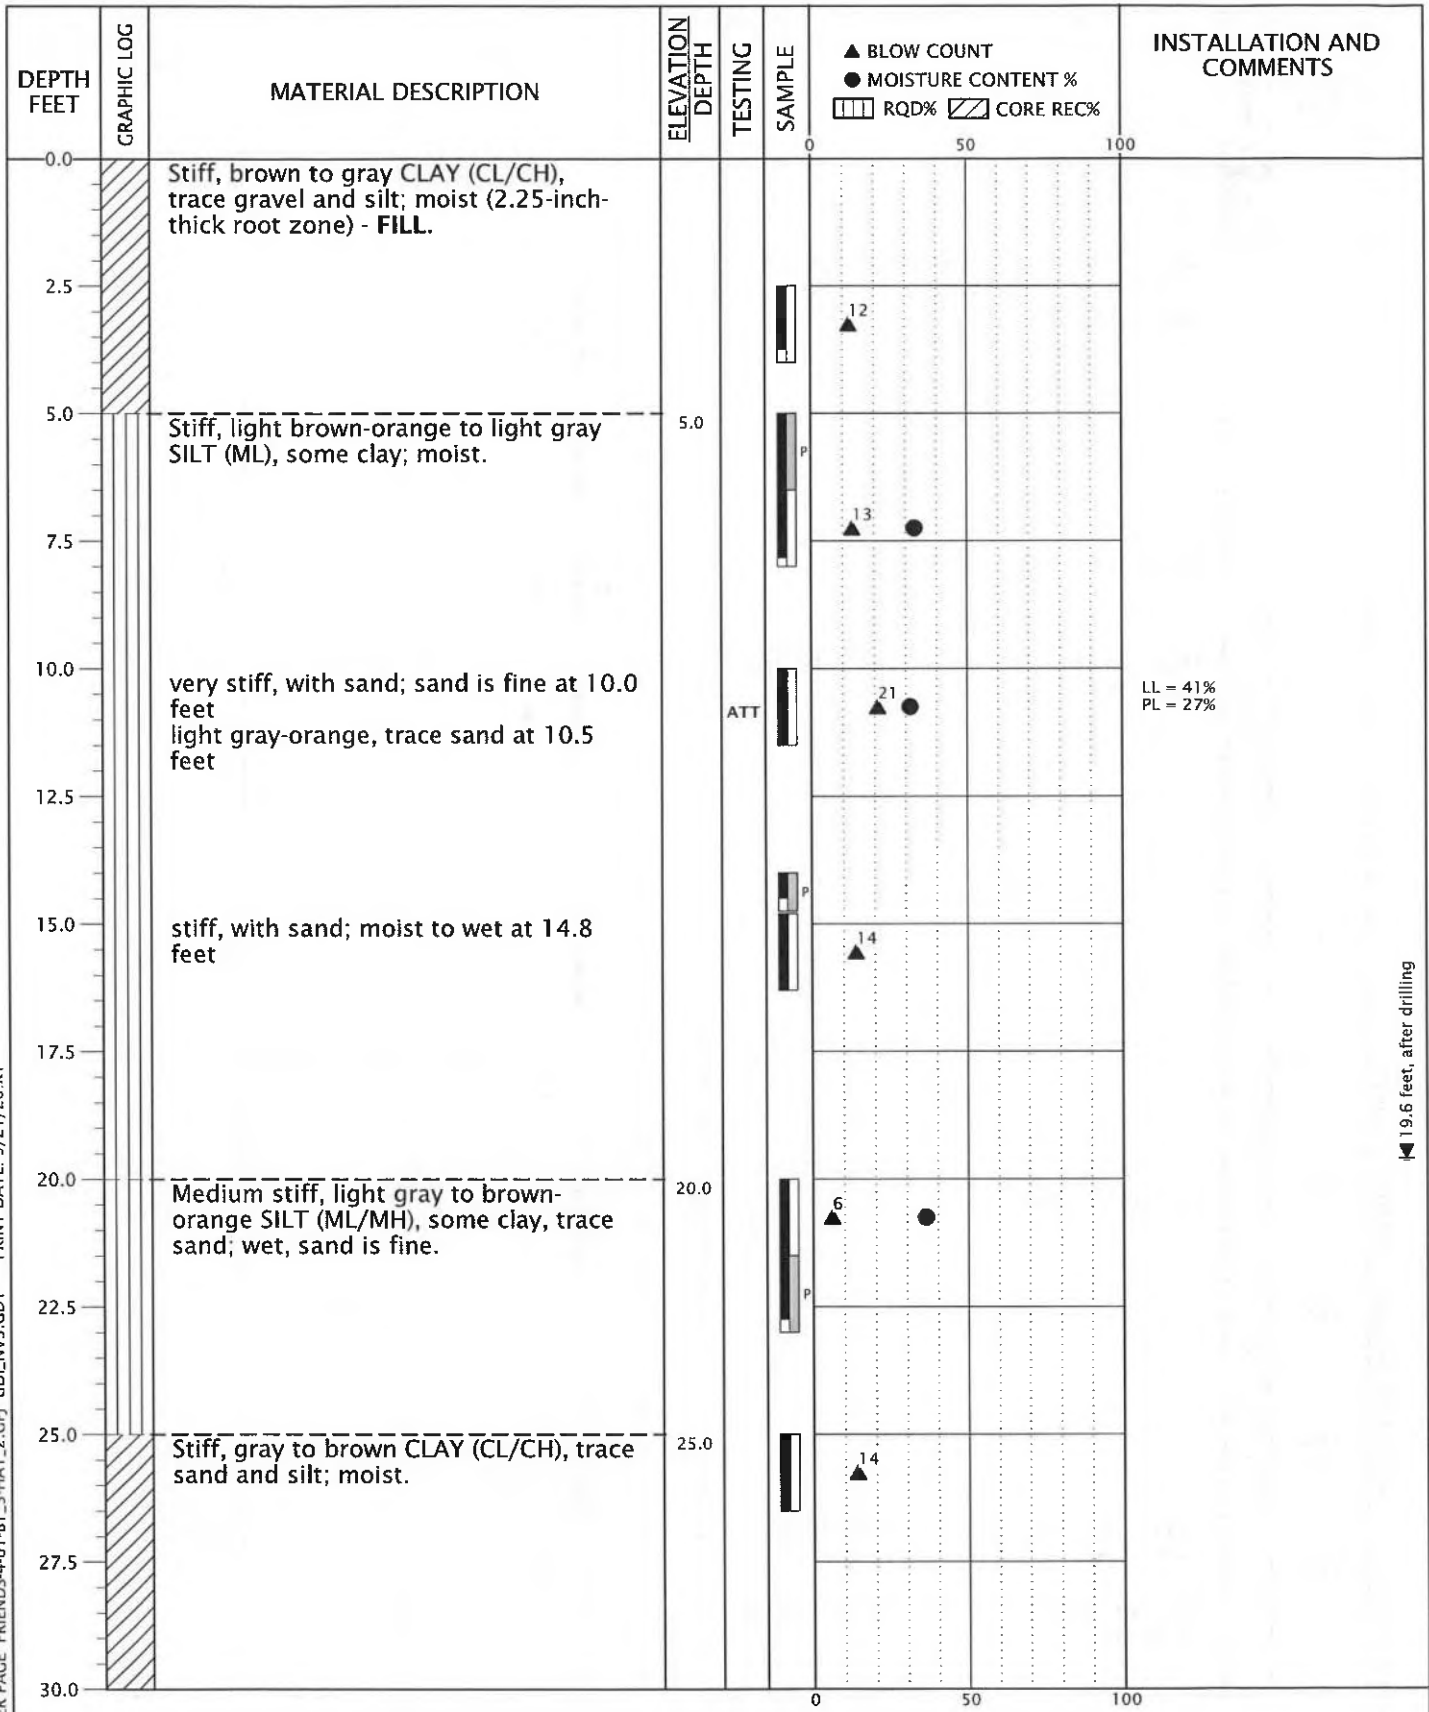 DEPTH
FEET
GRAPHIC LOG
MATERIAL DESCRIPTION
ELEVATION
DEPTH
TESTING
SAMPLE
▲ BLOW COUNT
● MOISTURE CONTENT %
RQD% CORE REC%
INSTALLATION AND
COMMENTS
0 50 100
0.0
Stiff, brown to gray CLAY (CL/CH),
trace gravel and silt; moist (2.25-inch-
thick root zone) - FILL.
2.5
12
5.0
Stiff, light brown-orange to light gray
SILT (ML), some clay; moist.
5.0
P
13
7.5
10.0
very stiff, with sand; sand is fine at 10.0
feet
light gray-orange, trace sand at 10.5
feet
ATT
21
LL = 41%
PL = 27%
12.5
P
15.0
stiff, with sand; moist to wet at 14.8
feet
14
17.5
19.6 feet, after drilling
20.0
Medium stiff, light gray to brown-
orange SILT (ML/MH), some clay, trace
sand; wet, sand is fine.
20.0
6
P
22.5
25.0
Stiff, gray to brown CLAY (CL/CH), trace
sand and silt; moist.
25.0
14
27.5
30.0
0 50 100